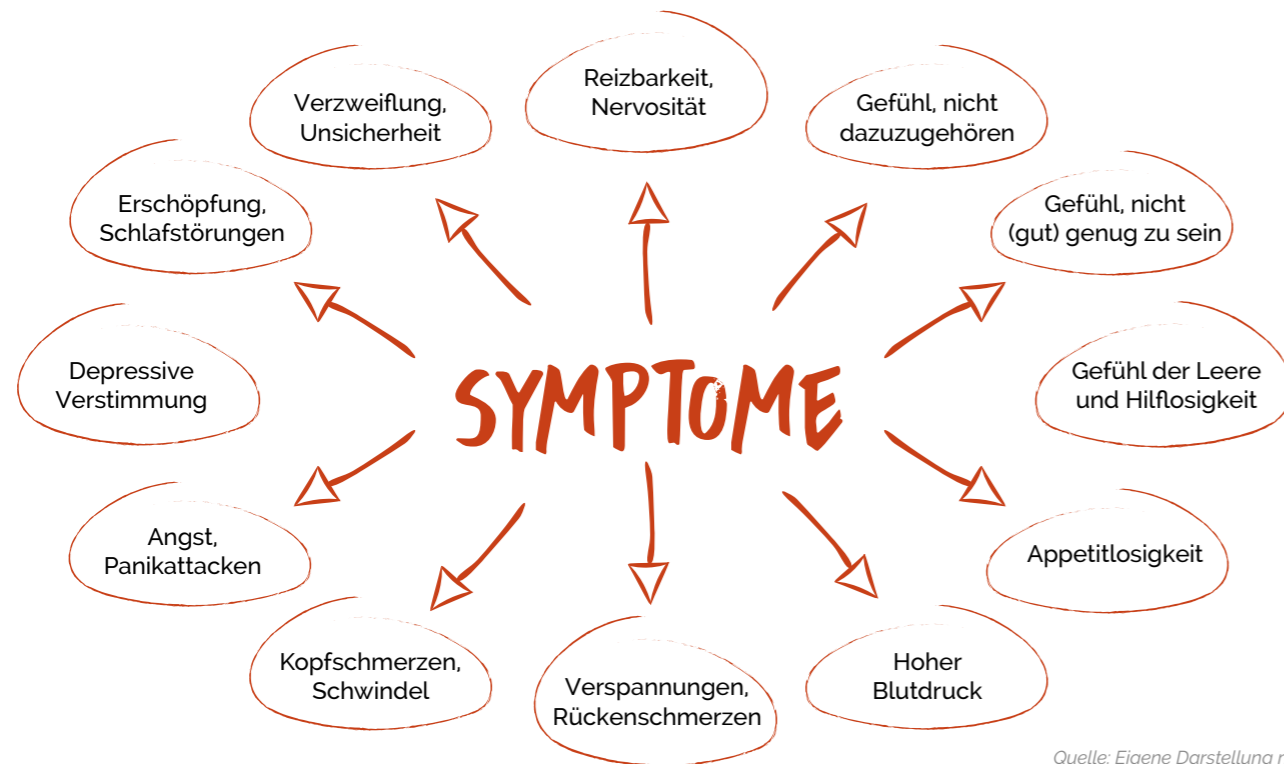 Reizbarkeit,
Nervosität
Verzweiflung,
Unsicherheit
Gefühl, nicht
dazuzugehören
Erschöpfung,
Schlafstörungen
Gefühl, nicht
(gut) genug zu sein
Depressive
Verstimmung
SYMPTOME
Gefühl der Leere
und Hilflosigkeit
Angst,
Panikattacken
Appetitlosigkeit
Kopfschmerzen,
Schwindel
Verspannungen,
Rückenschmerzen
Hoher
Blutdruck
Quelle: Eigene Darstellung